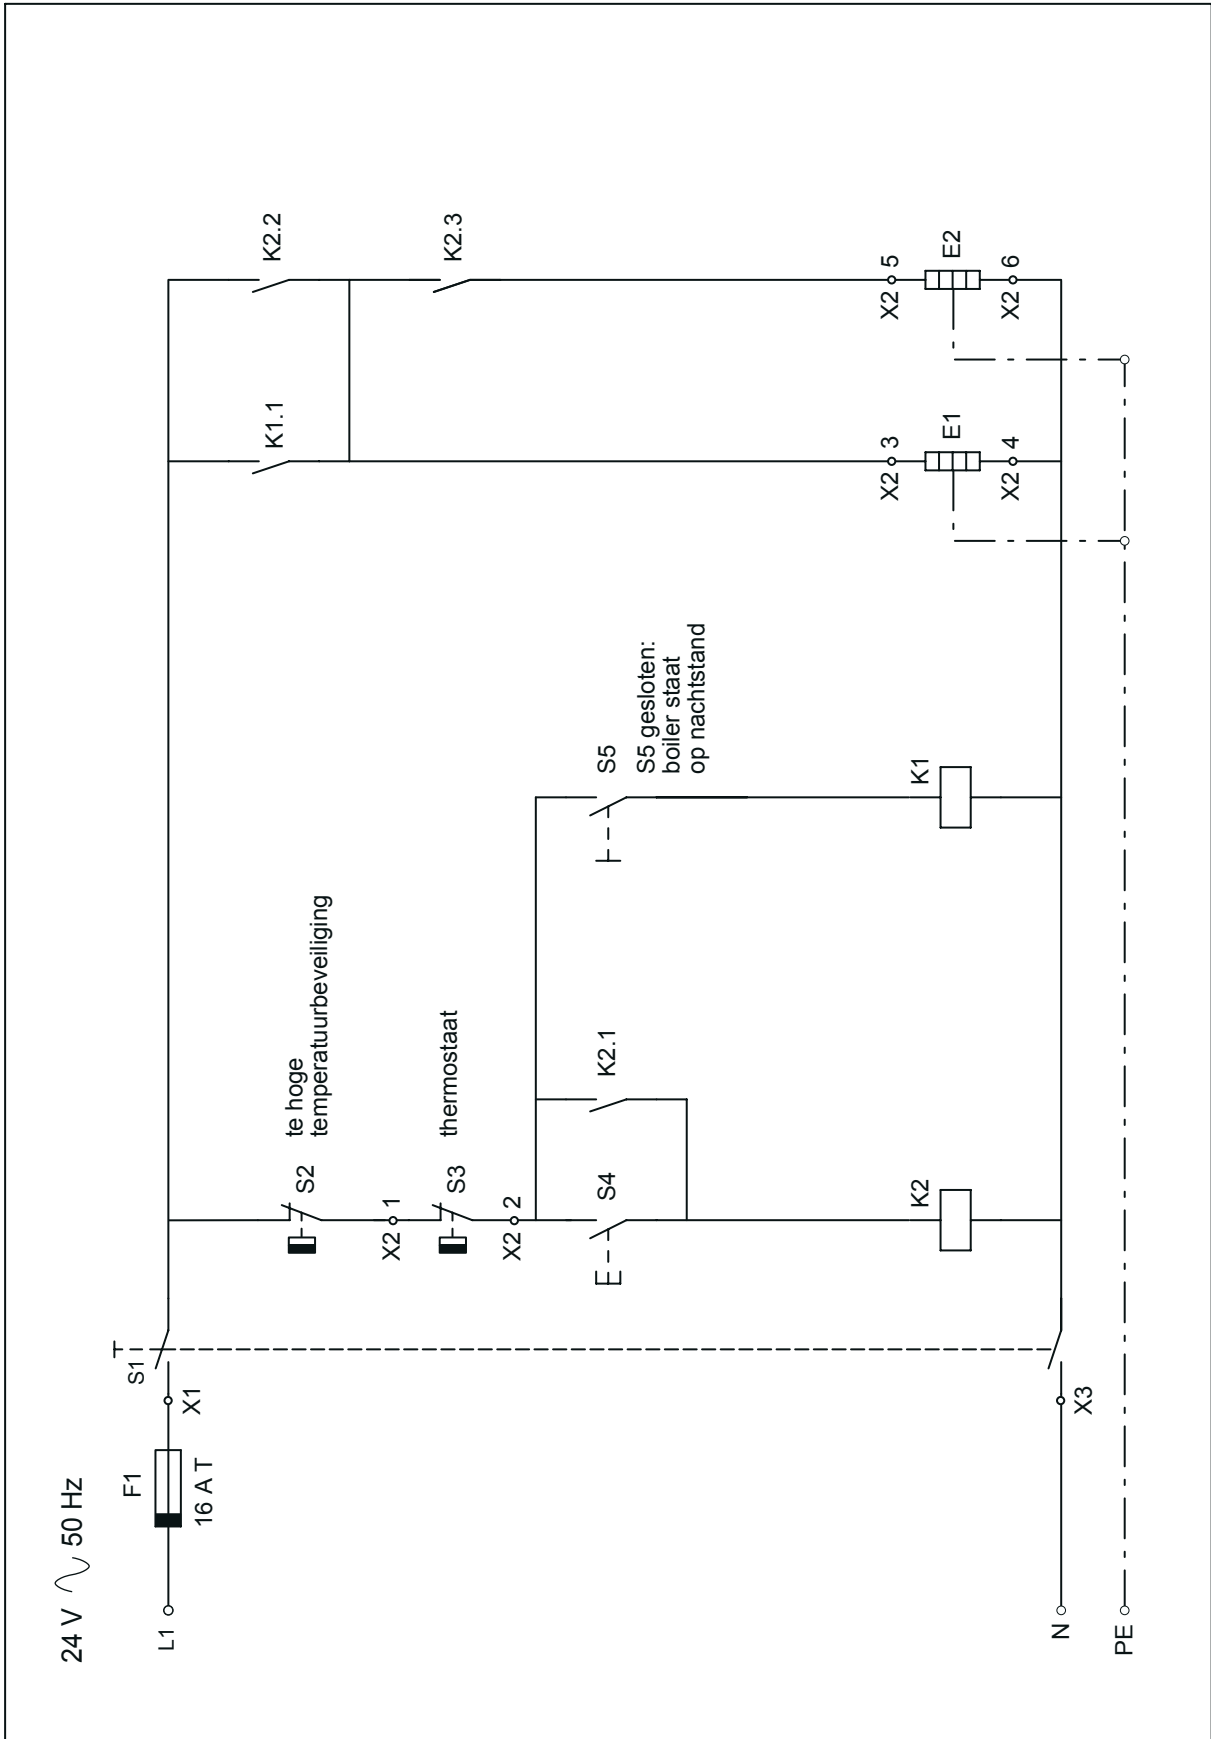 24 V 50 Hz
L1
F1
16 A T
X1
S1
S2
te hoge
temperatuurbeveiliging
X2 1
S3
thermostaat
X2 2
S4
K2.1
S5
S5 gesloten:
boiler staat
op nachtstand
K2
K1
K1.1
K2.2
K2.3
X2 3
E1
X2 4
X2 5
E2
X2 6
N
X3
PE